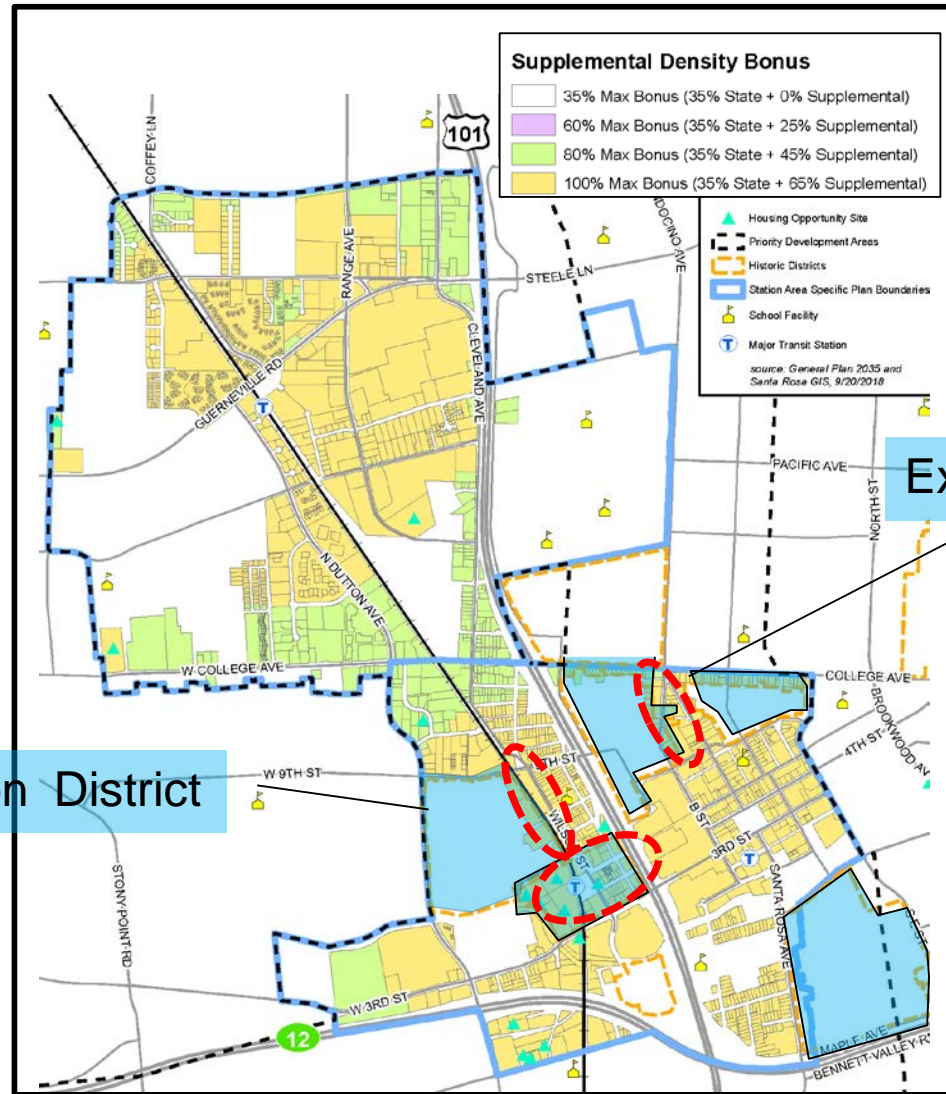 Supplemental Density Bonus
35% Max Bonus (35% State + 0% Supplemental)
60% Max Bonus (35% State + 25% Supplemental)
80% Max Bonus (35% State + 45% Supplemental)
100% Max Bonus (35% State + 65% Supplemental)
Housing Opportunity Site
Priority Development Areas
Historic Districts
Station Area Specific Plan Boundaries
School Facility
Major Transit Station
source: General Plan 2035 and
Santa Rosa GIS, 9/20/2018
COFFEY LN
101
RANGE AVE
STEELE LN
CLEVELAND AVE
GUERNEVILLE RD
T
PACIFIC AVE
NORTH ST
Ex
N DUTTON AVE
W COLLEGE AVE
COLLEGE AVE
4TH ST
W 9TH ST
9TH ST
on District
B ST
3RD ST
T
T
STONY POINT RD
SANTA ROSA AVE
W 3RD ST
12
MAPLE AVE